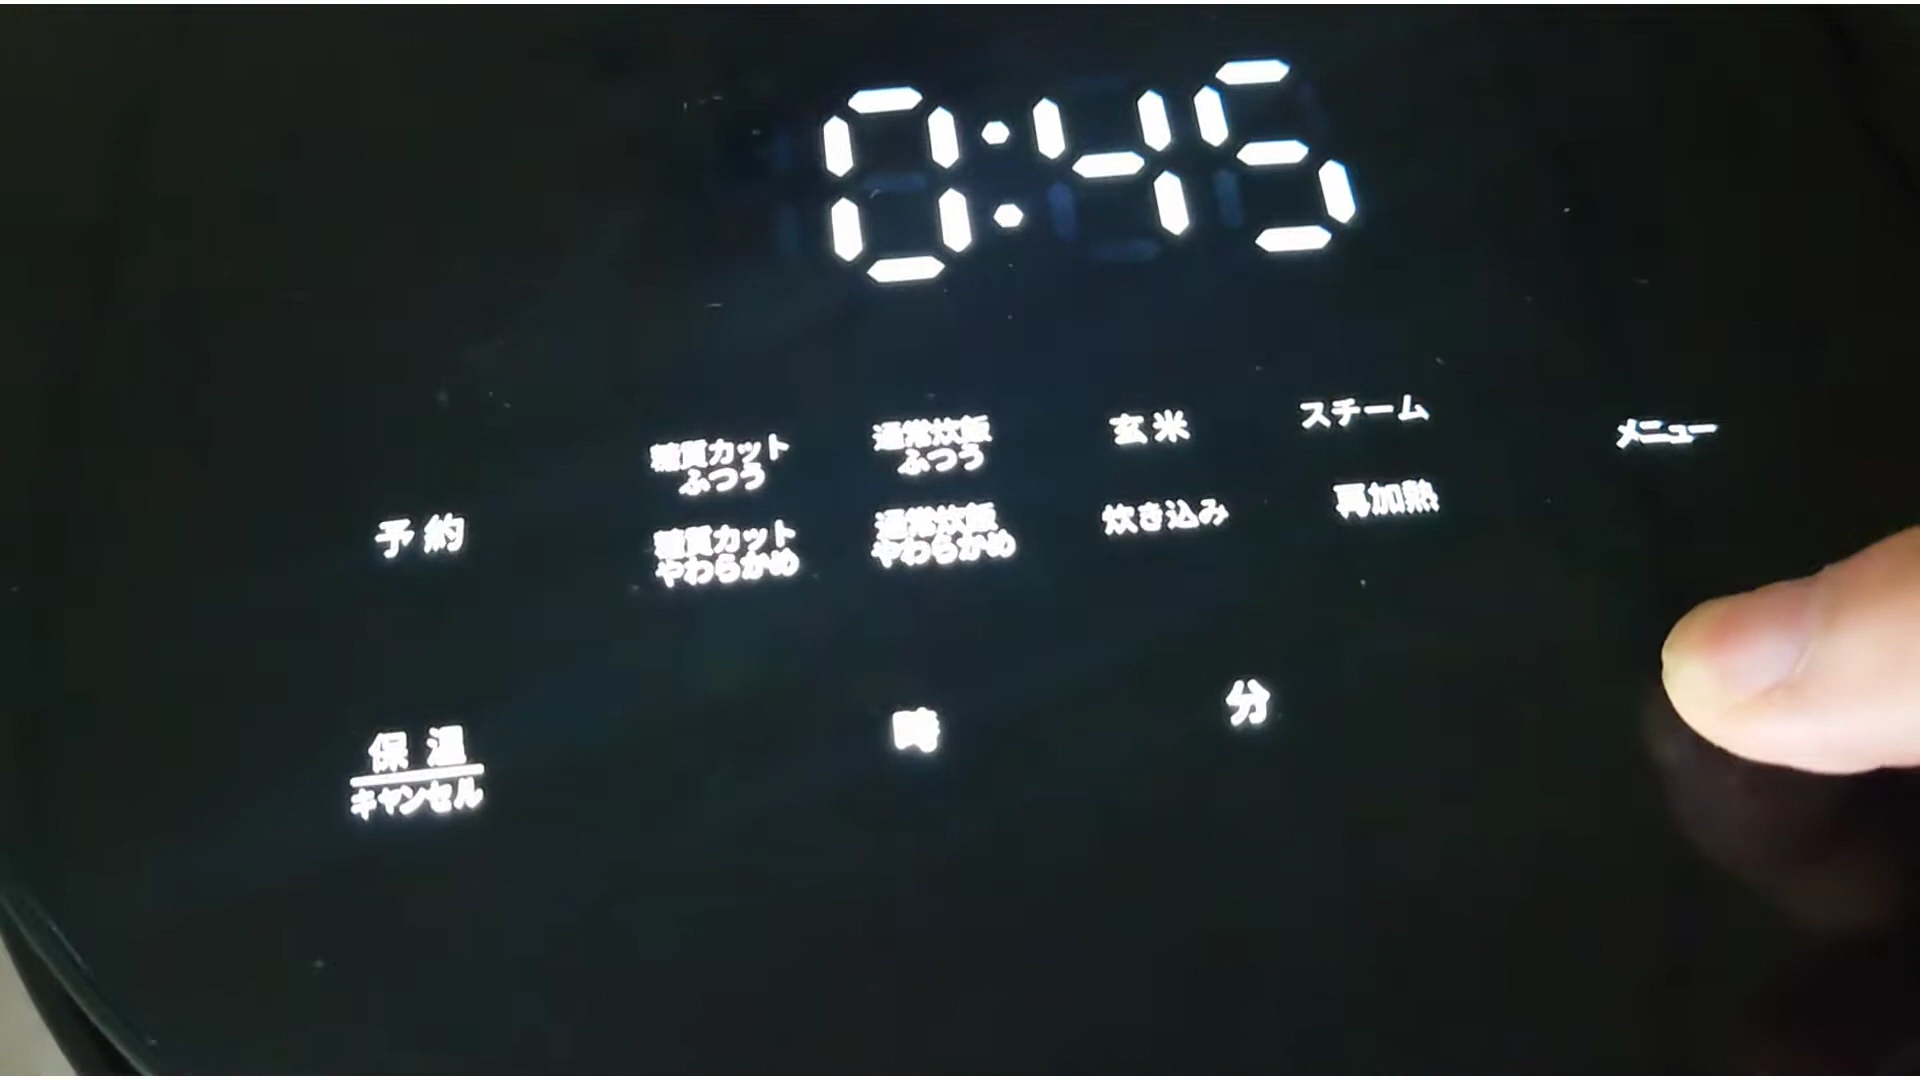 0:45
糖質カット
ふつう
通常炊飯
ふつう
玄米
スチーム
メニュー
予約
糖質カット
やわらかめ
通常炊飯
やわらかめ
炊き込み
再加熱
保温
キャンセル
時
分